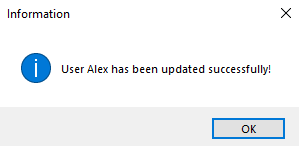 Information
User Alex has been updated successfully!
OK